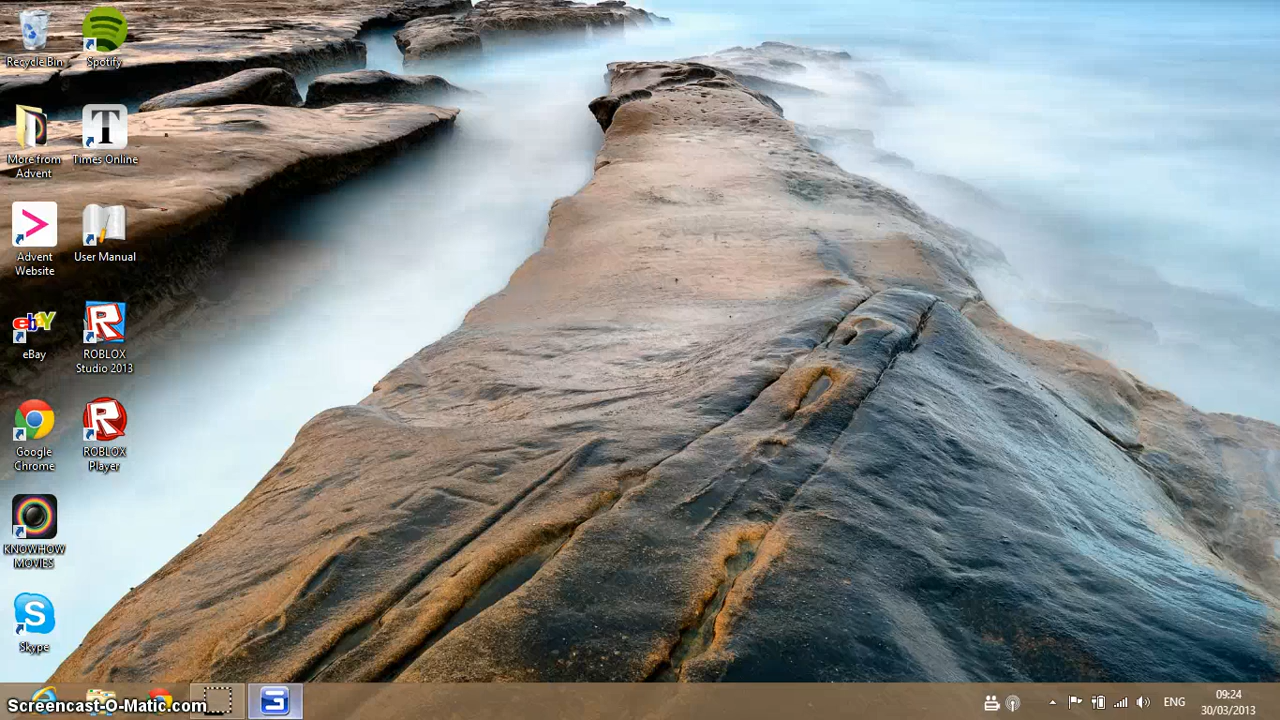 Recycle Bin
Spotify
More from
Advent
Times Online
Advent
Website
User Manual
eBay
ROBLOX
Studio 2013
Google
Chrome
ROBLOX
Player
KNOWHOW
MOVIES
Skype
Screencast-O-Matic.com
ENG
09:24
30/03/2013